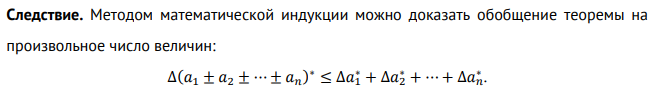 Следствие. Методом математической индукции можно доказать обобщение теоремы на
произвольное число величин:
Δ(a₁ ± a₂ ± ⋯ ± aₙ)* ≤ Δa₁* + Δa₂* + ⋯ + Δaₙ*.